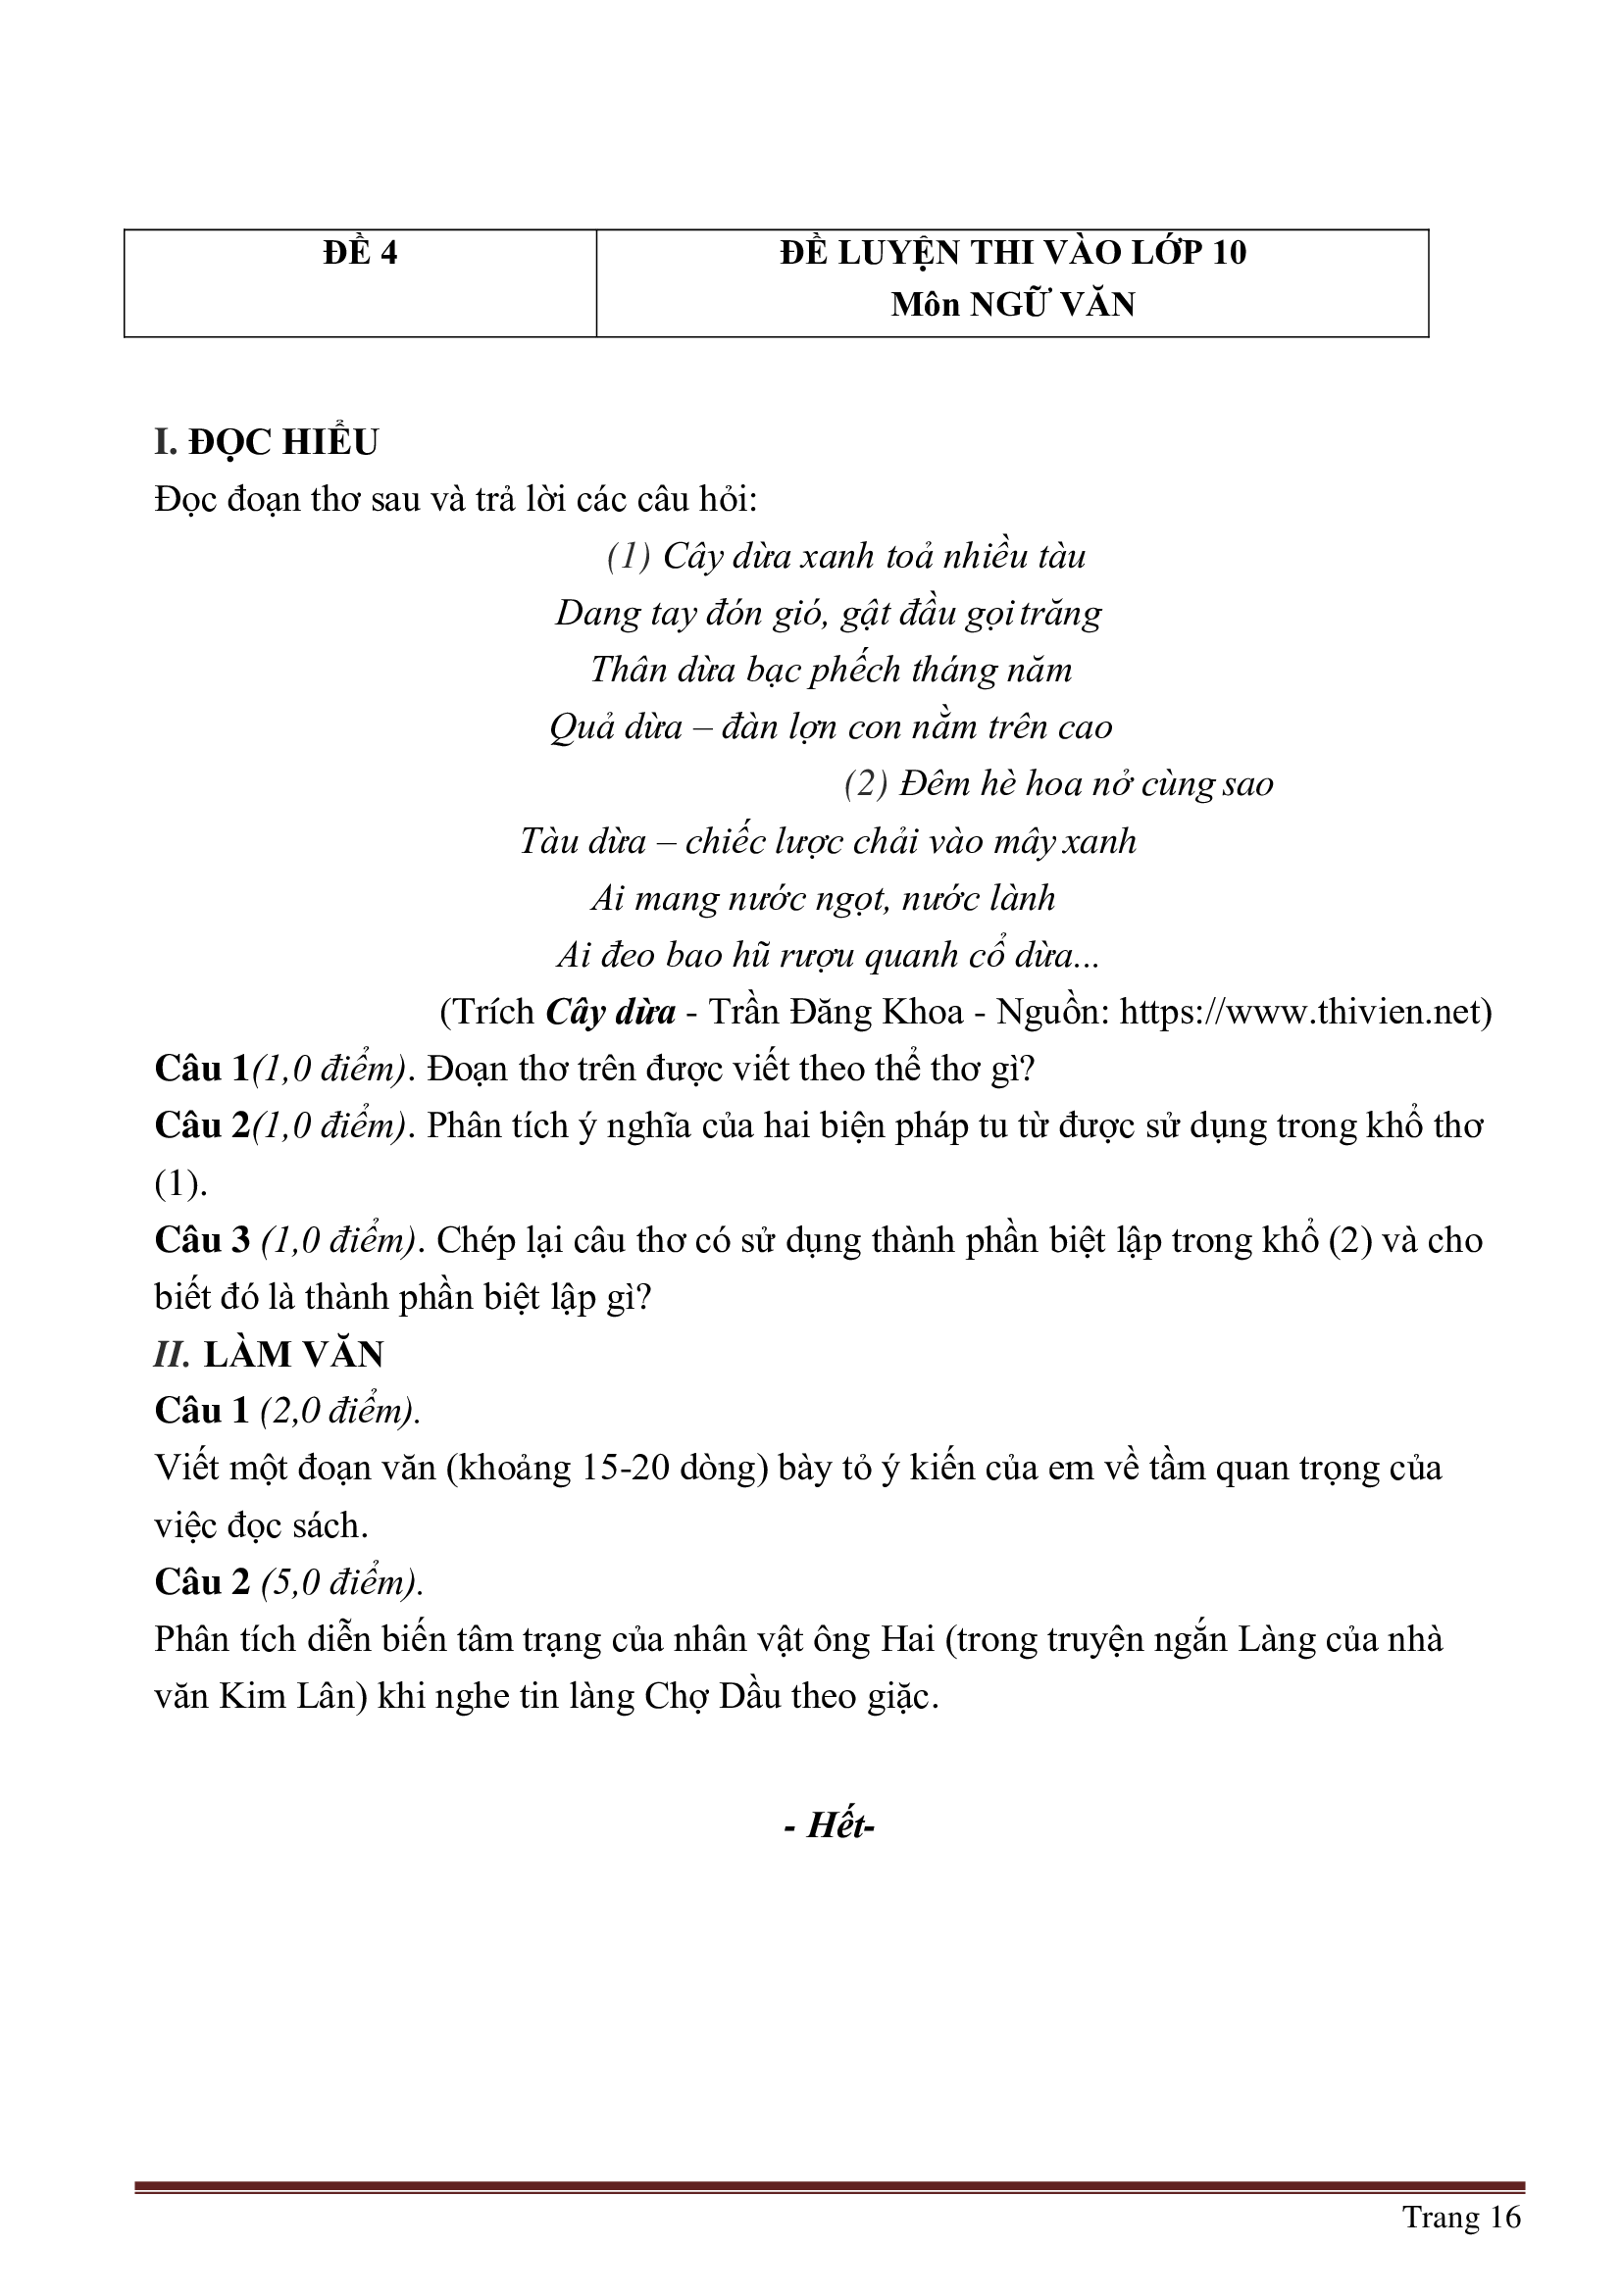 ĐỀ 4
ĐỀ LUYỆN THI VÀO LỚP 10
Môn NGỮ VĂN
I. ĐỌC HIỂU
Đọc đoạn thơ sau và trả lời các câu hỏi:
(1) Cây dừa xanh toả nhiều tàu
Dang tay đón gió, gật đầu gọi trăng
Thân dừa bạc phếch tháng năm
Quả dừa – đàn lợn con nằm trên cao
(2) Đêm hè hoa nở cùng sao
Tàu dừa – chiếc lược chải vào mây xanh
Ai mang nước ngọt, nước lành
Ai đeo bao hũ rượu quanh cổ dừa...
(Trích Cây dừa - Trần Đăng Khoa - Nguồn: https://www.thivien.net)
Câu 1(1,0 điểm). Đoạn thơ trên được viết theo thể thơ gì?
Câu 2(1,0 điểm). Phân tích ý nghĩa của hai biện pháp tu từ được sử dụng trong khổ thơ
(1).
Câu 3 (1,0 điểm). Chép lại câu thơ có sử dụng thành phần biệt lập trong khổ (2) và cho
biết đó là thành phần biệt lập gì?
II. LÀM VĂN
Câu 1 (2,0 điểm).
Viết một đoạn văn (khoảng 15-20 dòng) bày tỏ ý kiến của em về tầm quan trọng của
việc đọc sách.
Câu 2 (5,0 điểm).
Phân tích diễn biến tâm trạng của nhân vật ông Hai (trong truyện ngắn Làng của nhà
văn Kim Lân) khi nghe tin làng Chợ Dầu theo giặc.
- Hết-
Trang 16